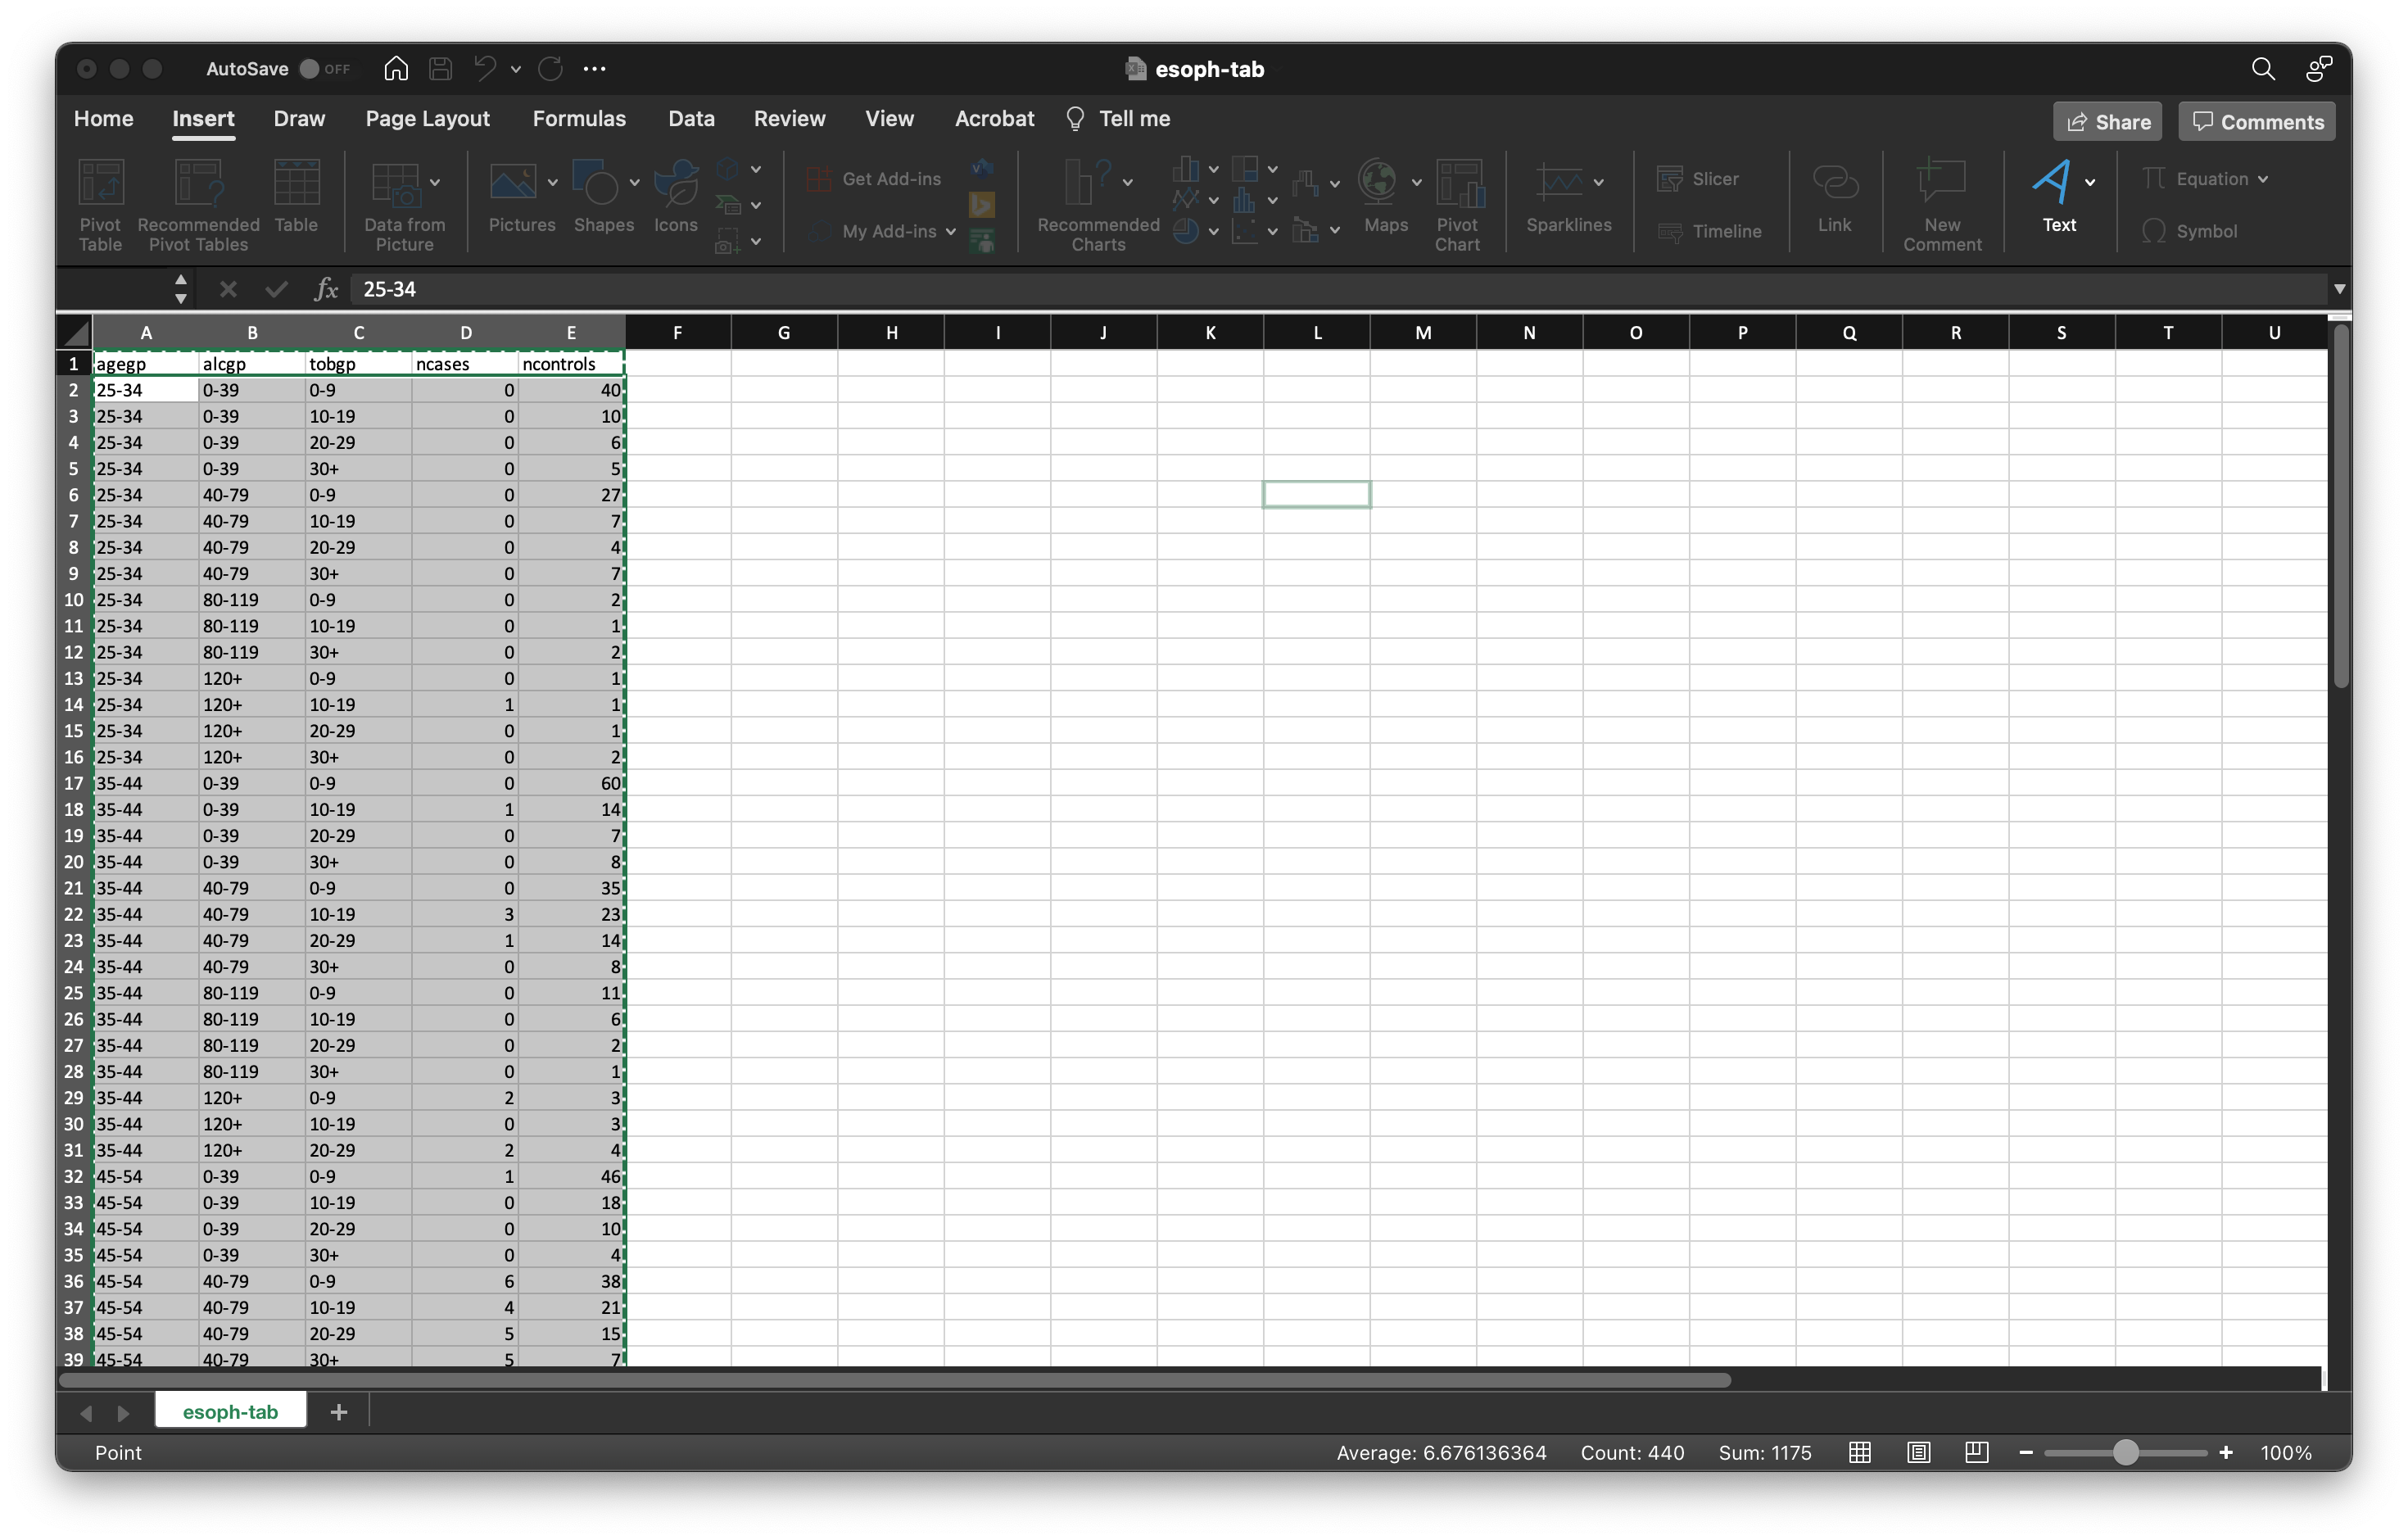 AutoSave OFF esoph-tab
Home Insert Draw Page Layout Formulas Data Review View Acrobat Tell me Share Comments
Pivot Table Recommended Pivot Tables Table Data from Picture Pictures Shapes Icons Get Add-ins My Add-ins Recommended Charts Maps Pivot Chart Sparklines Slicer Timeline Link New Comment Text Equation Symbol
fx 25-34
A B C D E F G H I J K L M N O P Q R S T U
1 agegp alcgp tobgp ncases ncontrols
2 25-34 0-39 0-9 0 40
3 25-34 0-39 10-19 0 10
4 25-34 0-39 20-29 0 6
5 25-34 0-39 30+ 0 5
6 25-34 40-79 0-9 0 27
7 25-34 40-79 10-19 0 7
8 25-34 40-79 20-29 0 4
9 25-34 40-79 30+ 0 7
10 25-34 80-119 0-9 0 2
11 25-34 80-119 10-19 0 1
12 25-34 80-119 30+ 0 2
13 25-34 120+ 0-9 0 1
14 25-34 120+ 10-19 1 1
15 25-34 120+ 20-29 0 1
16 25-34 120+ 30+ 0 2
17 35-44 0-39 0-9 0 60
18 35-44 0-39 10-19 1 14
19 35-44 0-39 20-29 0 7
20 35-44 0-39 30+ 0 8
21 35-44 40-79 0-9 0 35
22 35-44 40-79 10-19 3 23
23 35-44 40-79 20-29 1 14
24 35-44 40-79 30+ 0 8
25 35-44 80-119 0-9 0 11
26 35-44 80-119 10-19 0 6
27 35-44 80-119 20-29 0 2
28 35-44 80-119 30+ 0 1
29 35-44 120+ 0-9 2 3
30 35-44 120+ 10-19 0 3
31 35-44 120+ 20-29 2 4
32 45-54 0-39 0-9 1 46
33 45-54 0-39 10-19 0 18
34 45-54 0-39 20-29 0 10
35 45-54 0-39 30+ 0 4
36 45-54 40-79 0-9 6 38
37 45-54 40-79 10-19 4 21
38 45-54 40-79 20-29 5 15
39 45-54 40-79 30+ 5 7
esoph-tab
Point Average: 6.676136364 Count: 440 Sum: 1175 100%